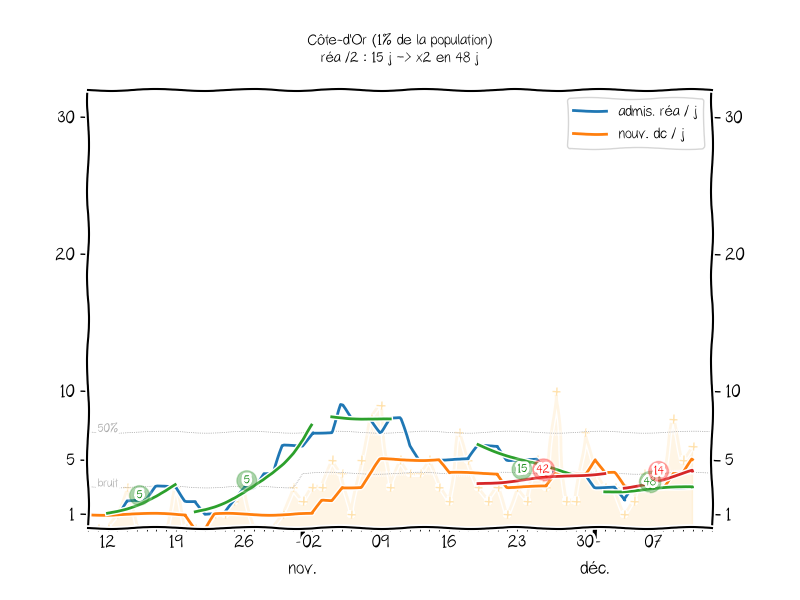 Côte-d'Or (1% de la population)
réa /2 : 15 j -> x2 en 48 j
admis. réa / j
nouv. dc / j
30 30
20 20
10 10
50%
5 5
bruit
1 1
5 5 15 42 48 14
12 19 26 02 09 16 23 30 07
nov. déc.